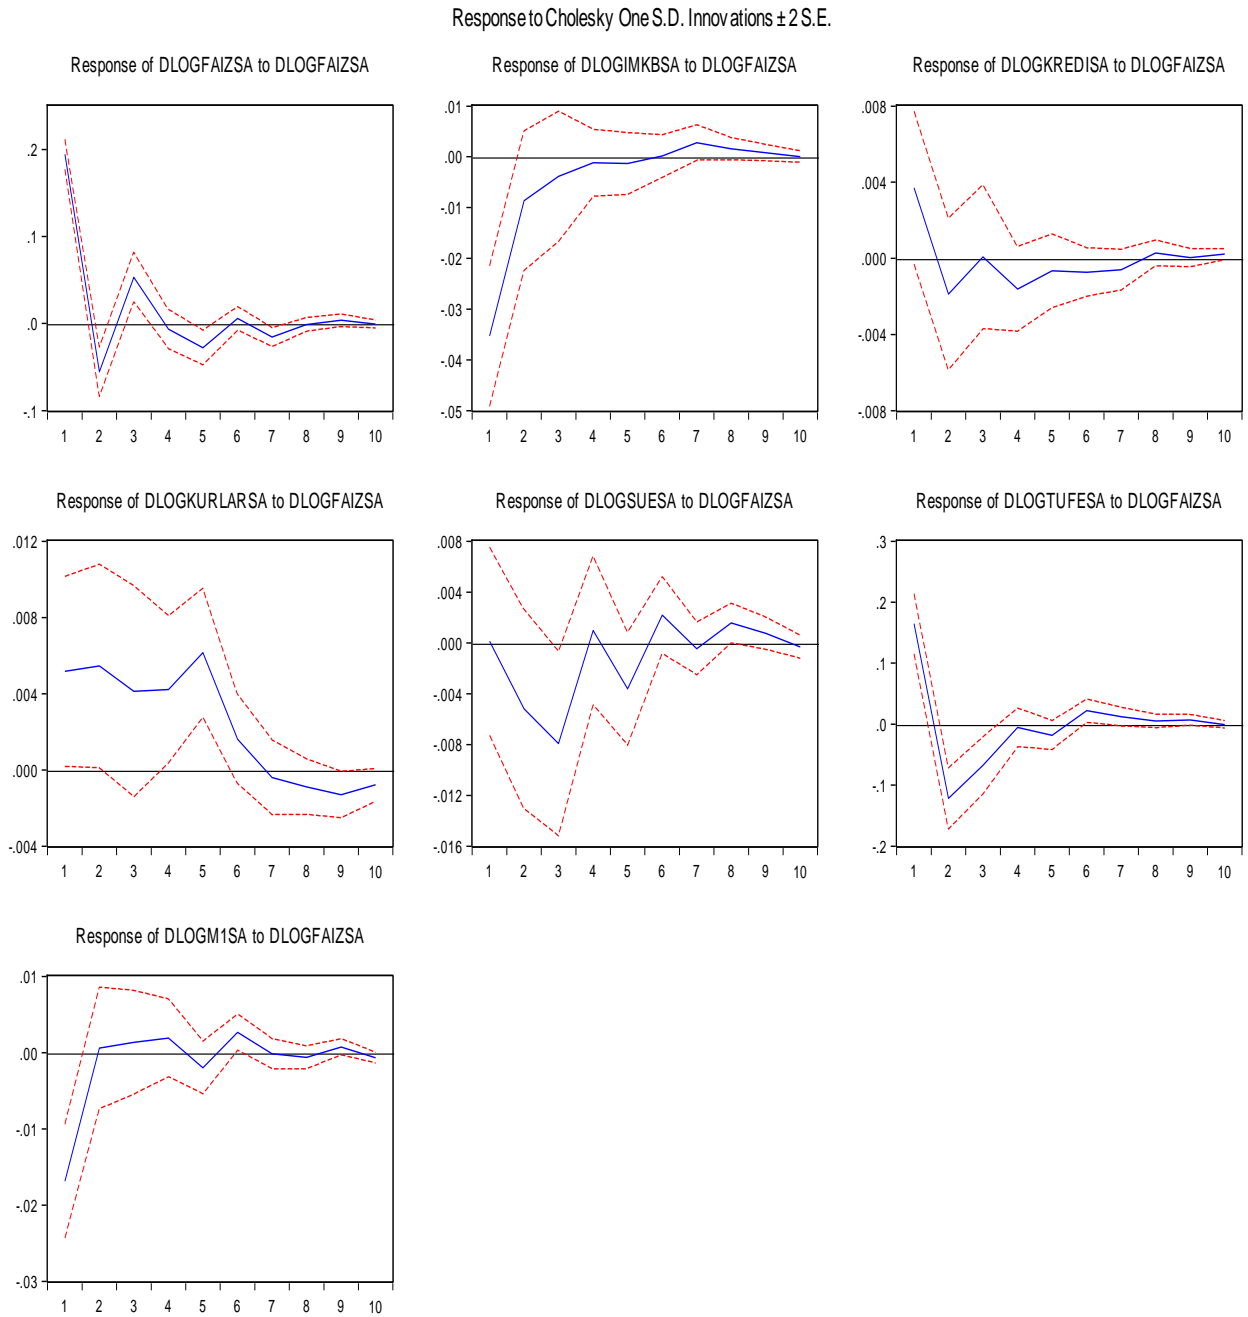 Response to Cholesky One S.D. Innovations ± 2 S.E.
Response of DLOGFAIZSA to DLOGFAIZSA
Response of DLOGIMKBSA to DLOGFAIZSA
Response of DLOGKREDISA to DLOGFAIZSA
.2
.1
.0
-.1
1 2 3 4 5 6 7 8 9 10
.01
.00
-.01
-.02
-.03
-.04
-.05
1 2 3 4 5 6 7 8 9 10
.008
.004
.000
-.004
-.008
1 2 3 4 5 6 7 8 9 10
Response of DLOGKURLARSA to DLOGFAIZSA
Response of DLOGSUESA to DLOGFAIZSA
Response of DLOGTUFESA to DLOGFAIZSA
.012
.008
.004
.000
-.004
1 2 3 4 5 6 7 8 9 10
.008
.004
.000
-.004
-.008
-.012
-.016
1 2 3 4 5 6 7 8 9 10
.3
.2
.1
.0
-.1
-.2
1 2 3 4 5 6 7 8 9 10
Response of DLOGM1SA to DLOGFAIZSA
.01
.00
-.01
-.02
-.03
1 2 3 4 5 6 7 8 9 10